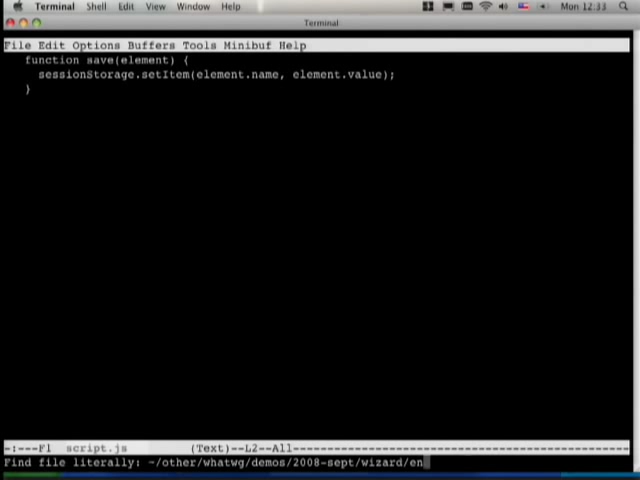 Terminal Shell Edit View Window Help Mon 12:33
Terminal
File Edit Options Buffers Tools Minibuf Help
function save(element) {
sessionStorage.setItem(element.name, element.value);
}
-:---F1 script.js (Text)--L2--All----------------------------------------------------
Find file literally: ~/other/whatwg/demos/2008-sept/wizard/en